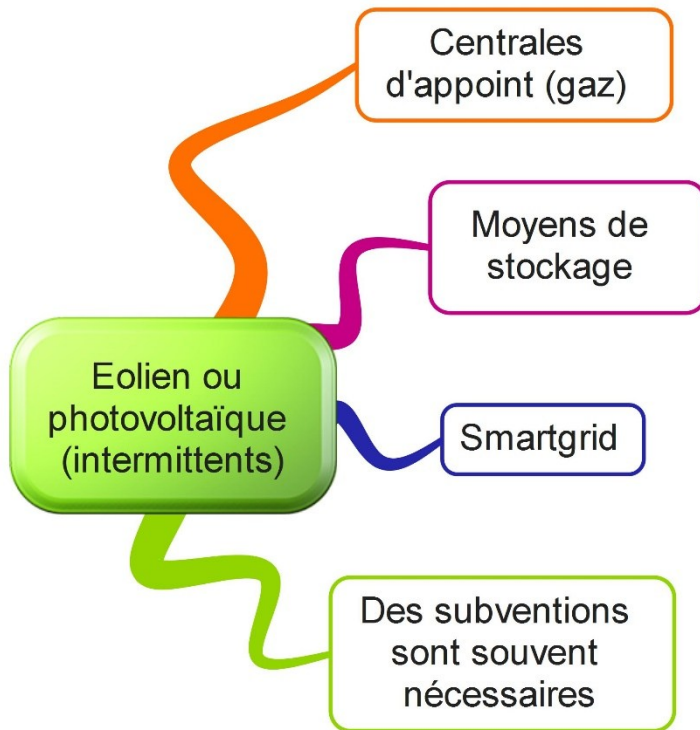 Centrales
d'appoint (gaz)
Moyens de
stockage
Eolien ou
photovoltaïque
(intermittents)
Smartgrid
Des subventions
sont souvent
nécessaires